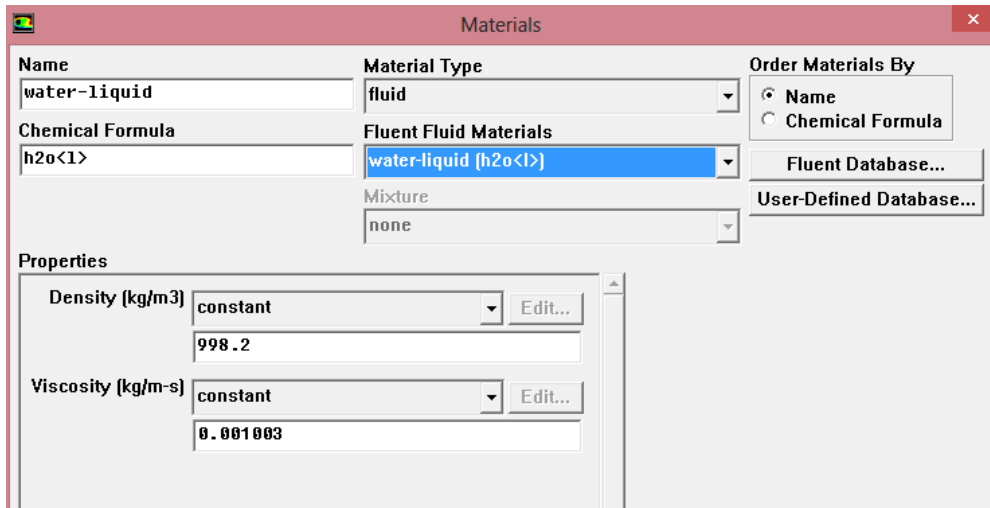 Materials
Name
water-liquid
Chemical Formula
h2o<l>
Material Type
fluid
Fluent Fluid Materials
water-liquid (h2o<l>)
Mixture
none
Order Materials By
Name
Chemical Formula
Fluent Database...
User-Defined Database...
Properties
Density (kg/m3)
constant
Edit...
998.2
Viscosity (kg/m-s)
constant
Edit...
0.001003